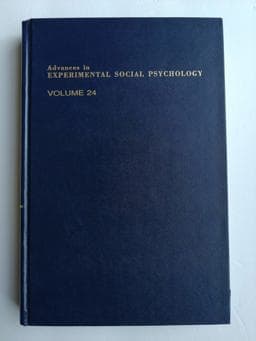 Advances in
EXPERIMENTAL SOCIAL PSYCHOLOGY
VOLUME 24